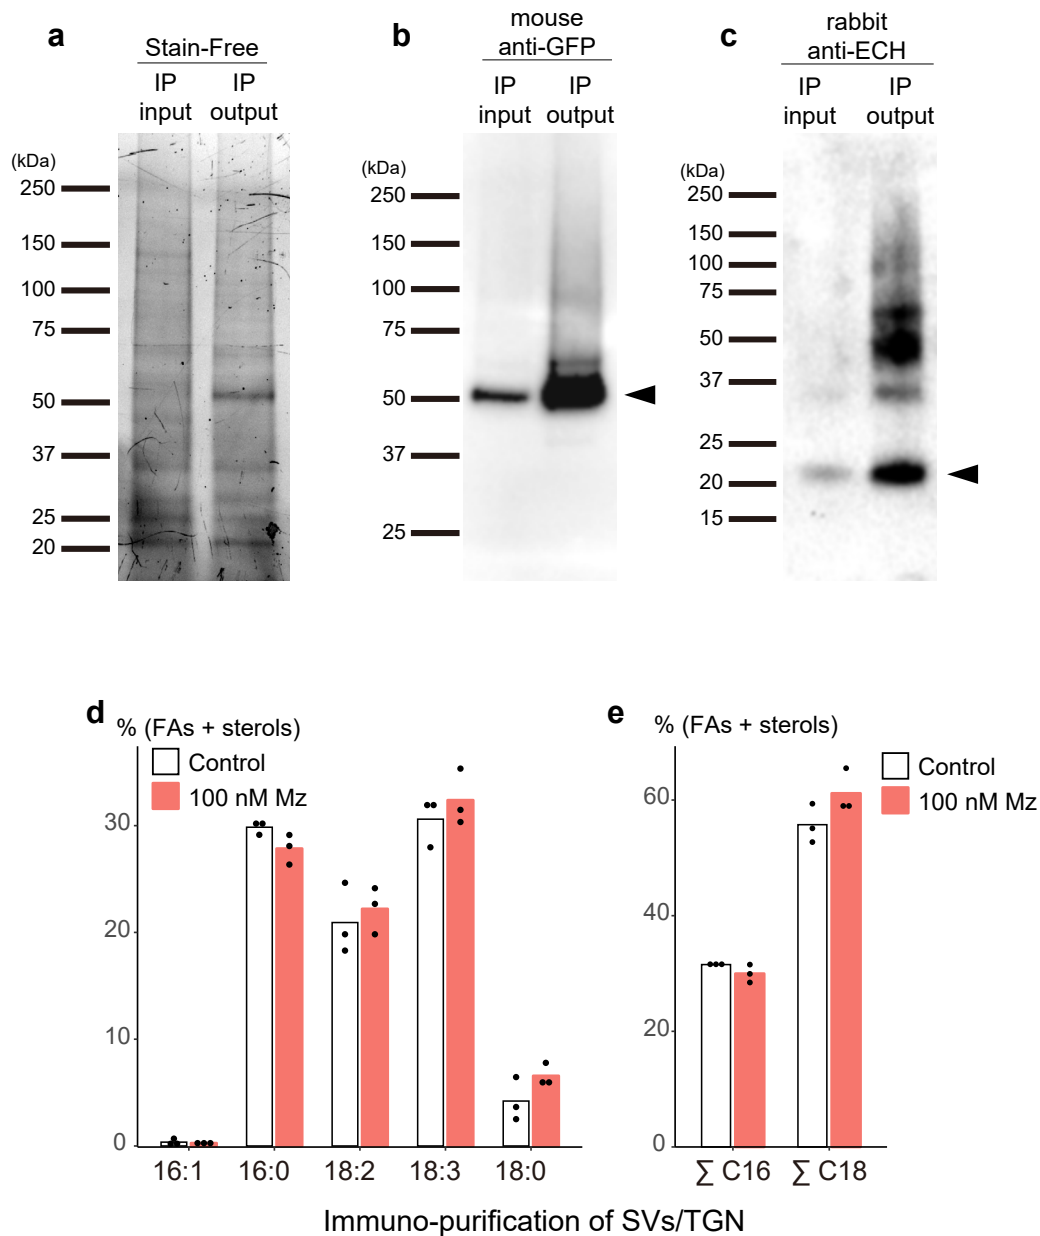 a
Stain-Free
IP input
IP output
(kDa)
250
150
100
75
50
37
25
20
b
mouse
anti-GFP
IP input
IP output
(kDa)
250
150
100
75
50
37
25
c
rabbit
anti-ECH
IP input
IP output
(kDa)
250
150
100
75
50
37
25
20
15
d
% (FAs + sterols)
Control
100 nM Mz
30
20
10
0
16:1 16:0 18:2 18:3 18:0
e
% (FAs + sterols)
Control
100 nM Mz
60
40
20
0
∑ C16 ∑ C18
Immuno-purification of SVs/TGN